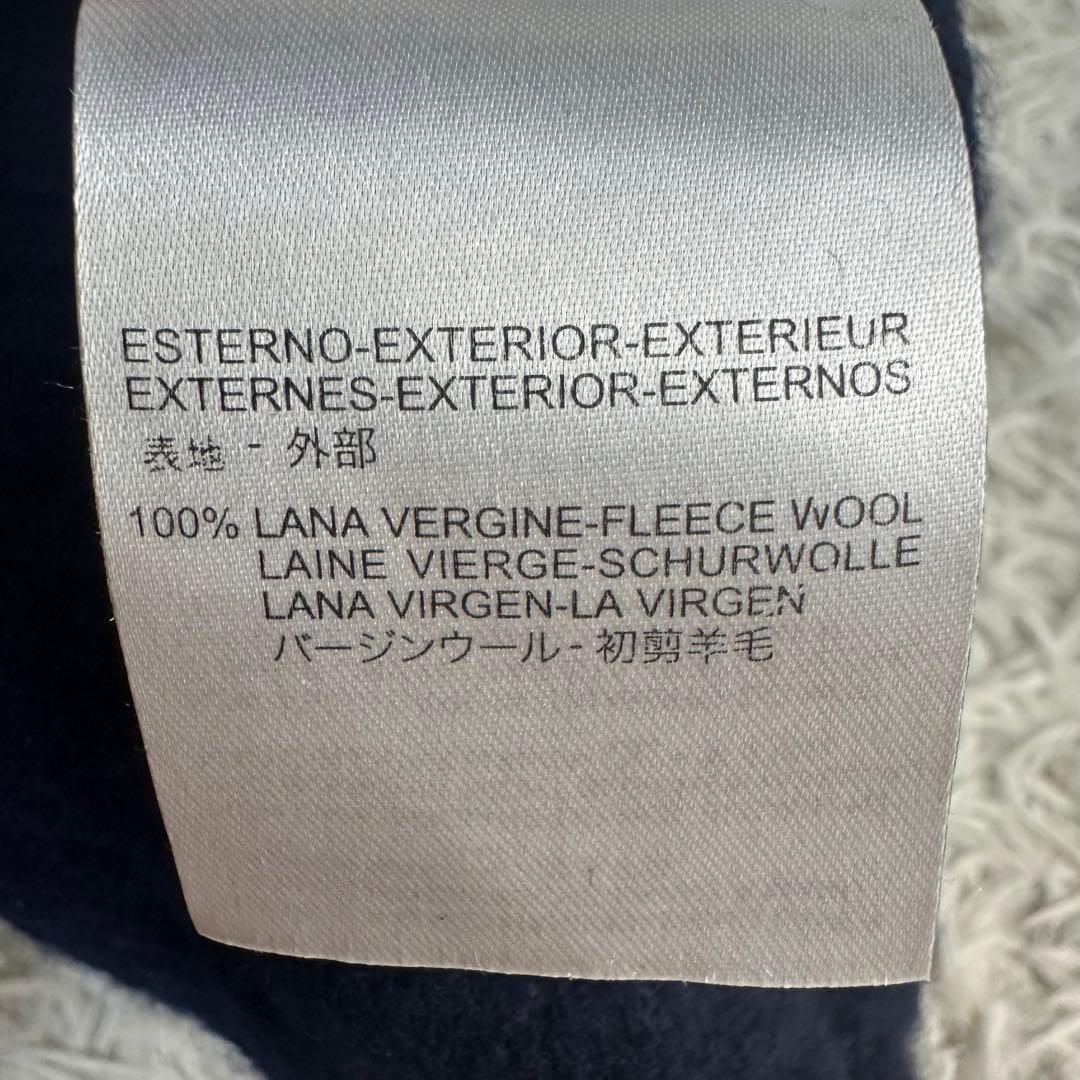 ESTERNO-EXTERIOR-EXTERIEUR
EXTERNES-EXTERIOR-EXTERNOS
表地 - 外部
100% LANA VERGINE-FLEECE WOOL
LAINE VIERGE-SCHURWOLLE
LANA VIRGEN-LA VIRGEN
バージンウール - 初剪羊毛